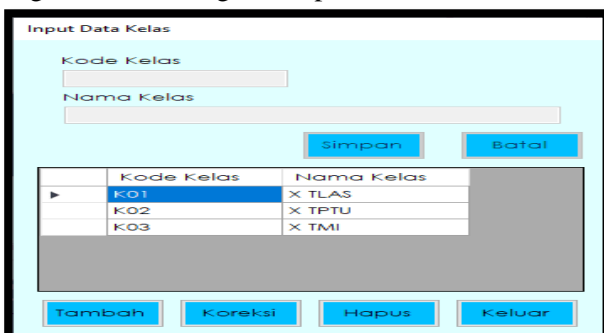 Input Data Kelas
Kode Kelas
Nama Kelas
Simpan Batal
Kode Kelas Nama Kelas
K01 X TLAS
K02 X TPTU
K03 X TMI
Tambah Koreksi Hapus Keluar